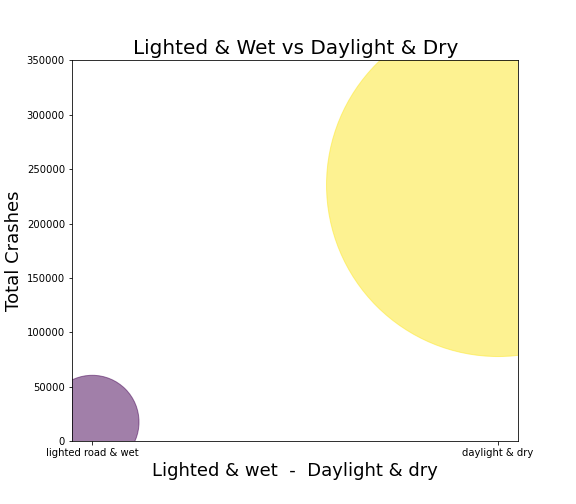 Lighted & Wet vs Daylight & Dry
350000
300000
250000
200000
150000
100000
50000
0
Total Crashes
lighted road & wet
daylight & dry
Lighted & wet  -  Daylight & dry